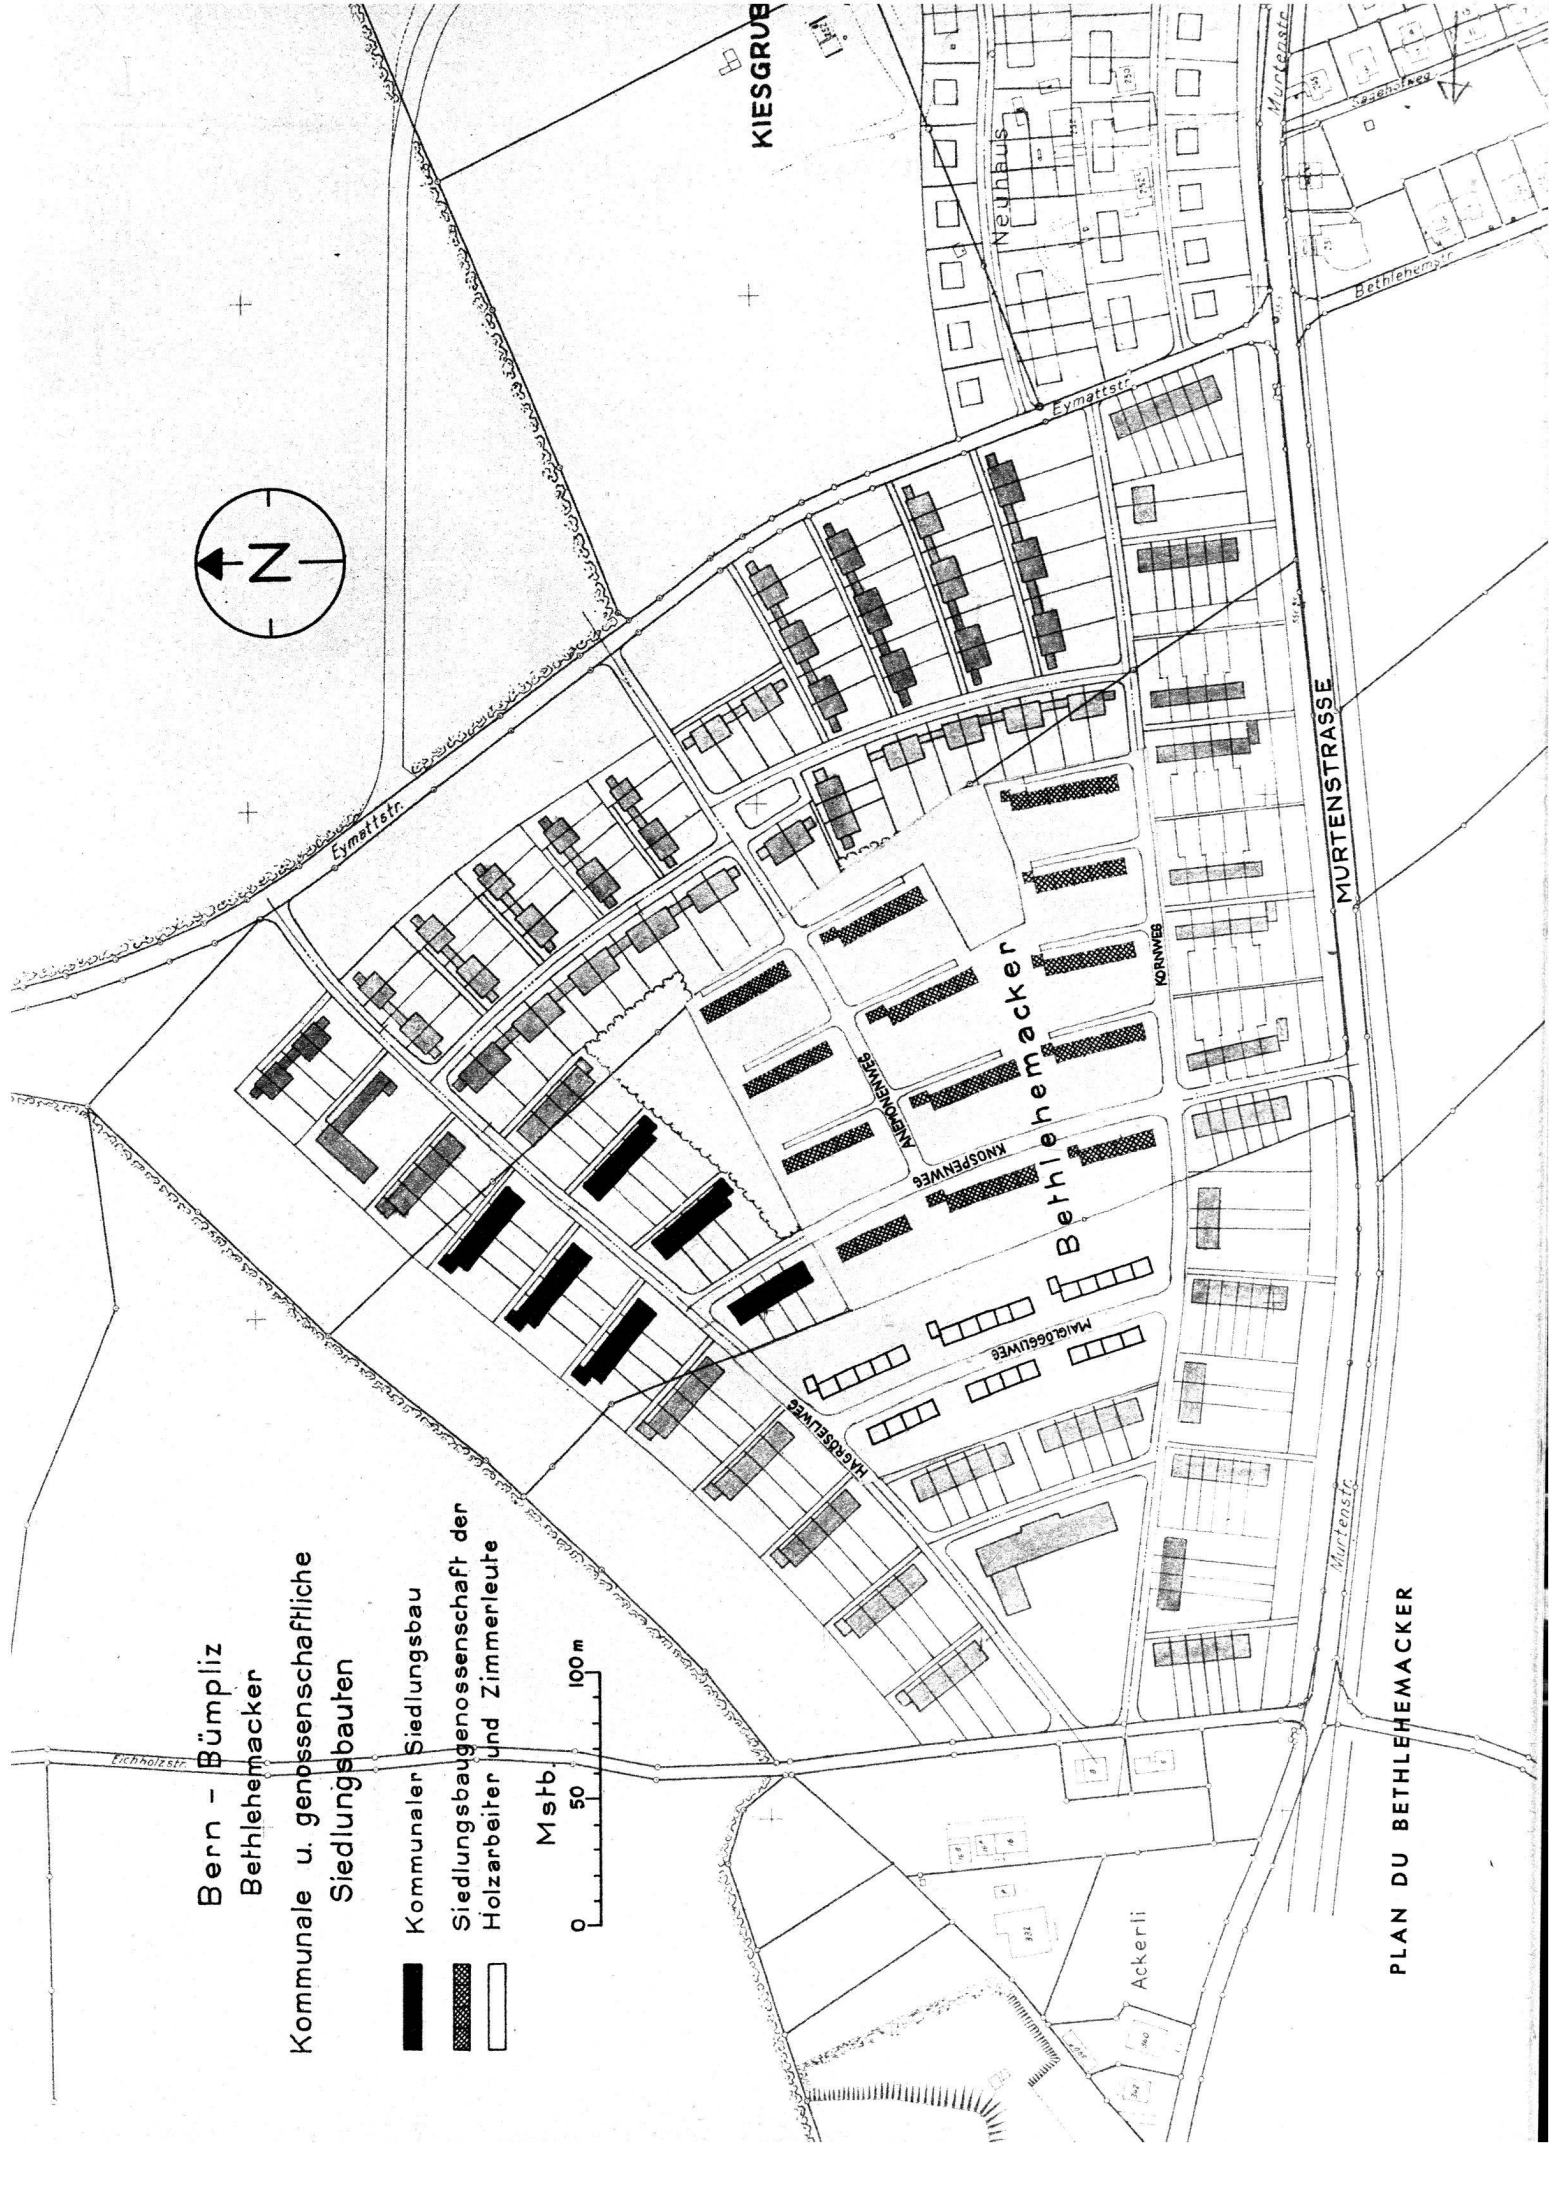 Bern – Bümpliz
Bethlehemacker
Kommunale u. genossenschaftliche
Siedlungsbauten
Kommunaler Siedlungsbau
Siedlungsbaugenossenschaft der
Holzarbeiter und Zimmerleute
Mstb.
0 50 100 m
N
Eichholzstr.
Eymattstr.
Eymattstr.
KIESGRUB
Neuhaus
Murtenstr.
Bethlehemstr.
HAGRÖSELIWEG
MAIGLÖGGLIWEG
KNOSPENWEG
ANEMONENWEG
KORNWEG
Bethlehemacker
MURTENSTRASSE
Murtenstr.
Ackerli
PLAN DU BETHLEHEMACKER